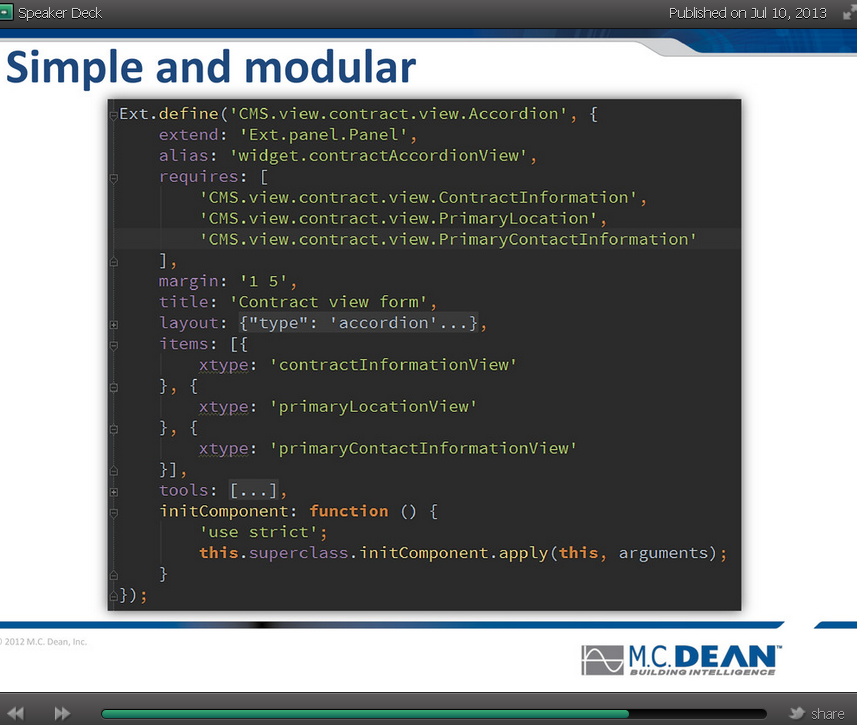 Speaker Deck
Published on Jul 10, 2013
Simple and modular
Ext.define('CMS.view.contract.view.Accordion', {
extend: 'Ext.panel.Panel',
alias: 'widget.contractAccordionView',
requires: [
'CMS.view.contract.view.ContractInformation',
'CMS.view.contract.view.PrimaryLocation',
'CMS.view.contract.view.PrimaryContactInformation'
],
margin: '1 5',
title: 'Contract view form',
layout: {"type": 'accordion'...},
items: [{
xtype: 'contractInformationView'
}, {
xtype: 'primaryLocationView'
}, {
xtype: 'primaryContactInformationView'
}],
tools: [...],
initComponent: function () {
'use strict';
this.superclass.initComponent.apply(this, arguments);
}
});
© 2012 M.C. Dean, Inc.
M.C. DEAN™
BUILDING INTELLIGENCE
share